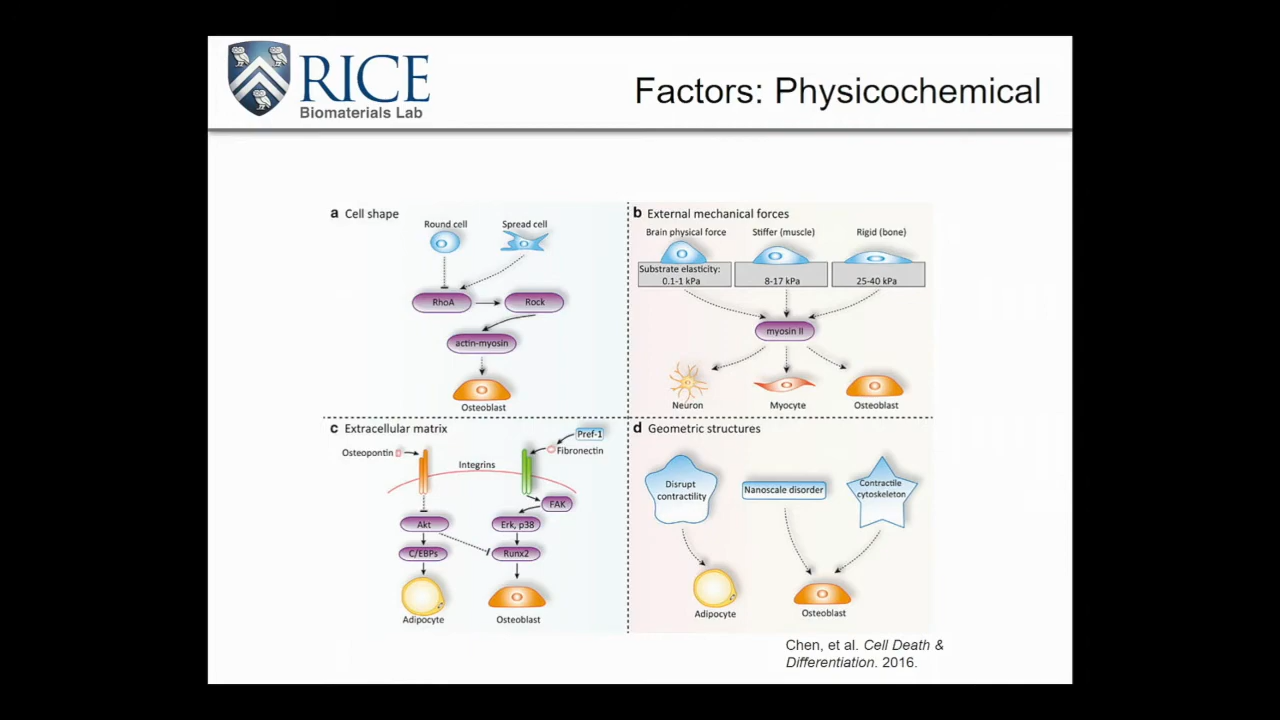 RICE
Biomaterials Lab
Factors: Physicochemical
a Cell shape
Round cell
Spread cell
RhoA
Rock
actin-myosin
Osteoblast
b External mechanical forces
Brain physical force
Stiffer (muscle)
Rigid (bone)
Substrate elasticity:
0.1-1 kPa
8-17 kPa
25-40 kPa
myosin II
Neuron
Myocyte
Osteoblast
c Extracellular matrix
Pref-1
Osteopontin
Fibronectin
Integrins
FAK
Akt
Erk, p38
C/EBPs
Runx2
Adipocyte
Osteoblast
d Geometric structures
Disrupt
contractility
Nanoscale disorder
Contractile
cytoskeleton
Adipocyte
Osteoblast
Chen, et al. Cell Death &
Differentiation. 2016.